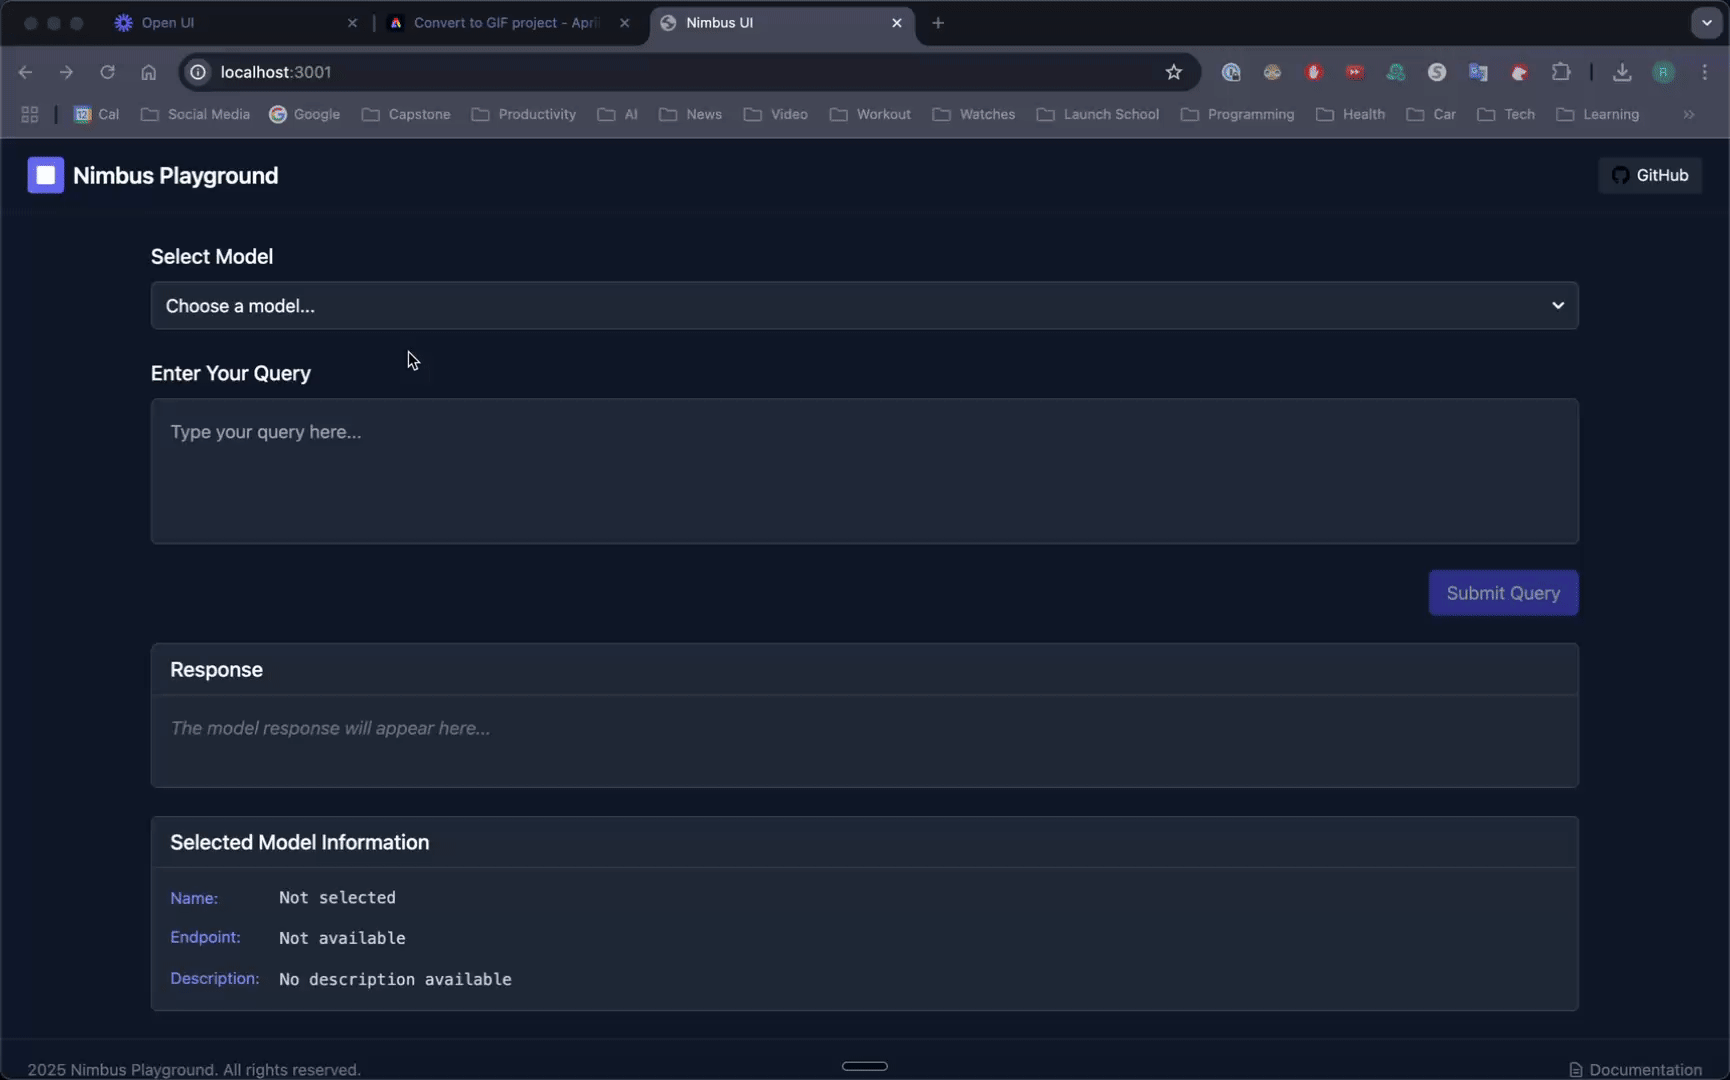 Open UI
Convert to GIF project - Apri
Nimbus UI
localhost:3001
Cal
Social Media
Google
Capstone
Productivity
AI
News
Video
Workout
Watches
Launch School
Programming
Health
Car
Tech
Learning
Nimbus Playground
GitHub
Select Model
Choose a model...
Enter Your Query
Type your query here...
Submit Query
Response
The model response will appear here...
Selected Model Information
Name: Not selected
Endpoint: Not available
Description: No description available
2025 Nimbus Playground. All rights reserved.
Documentation